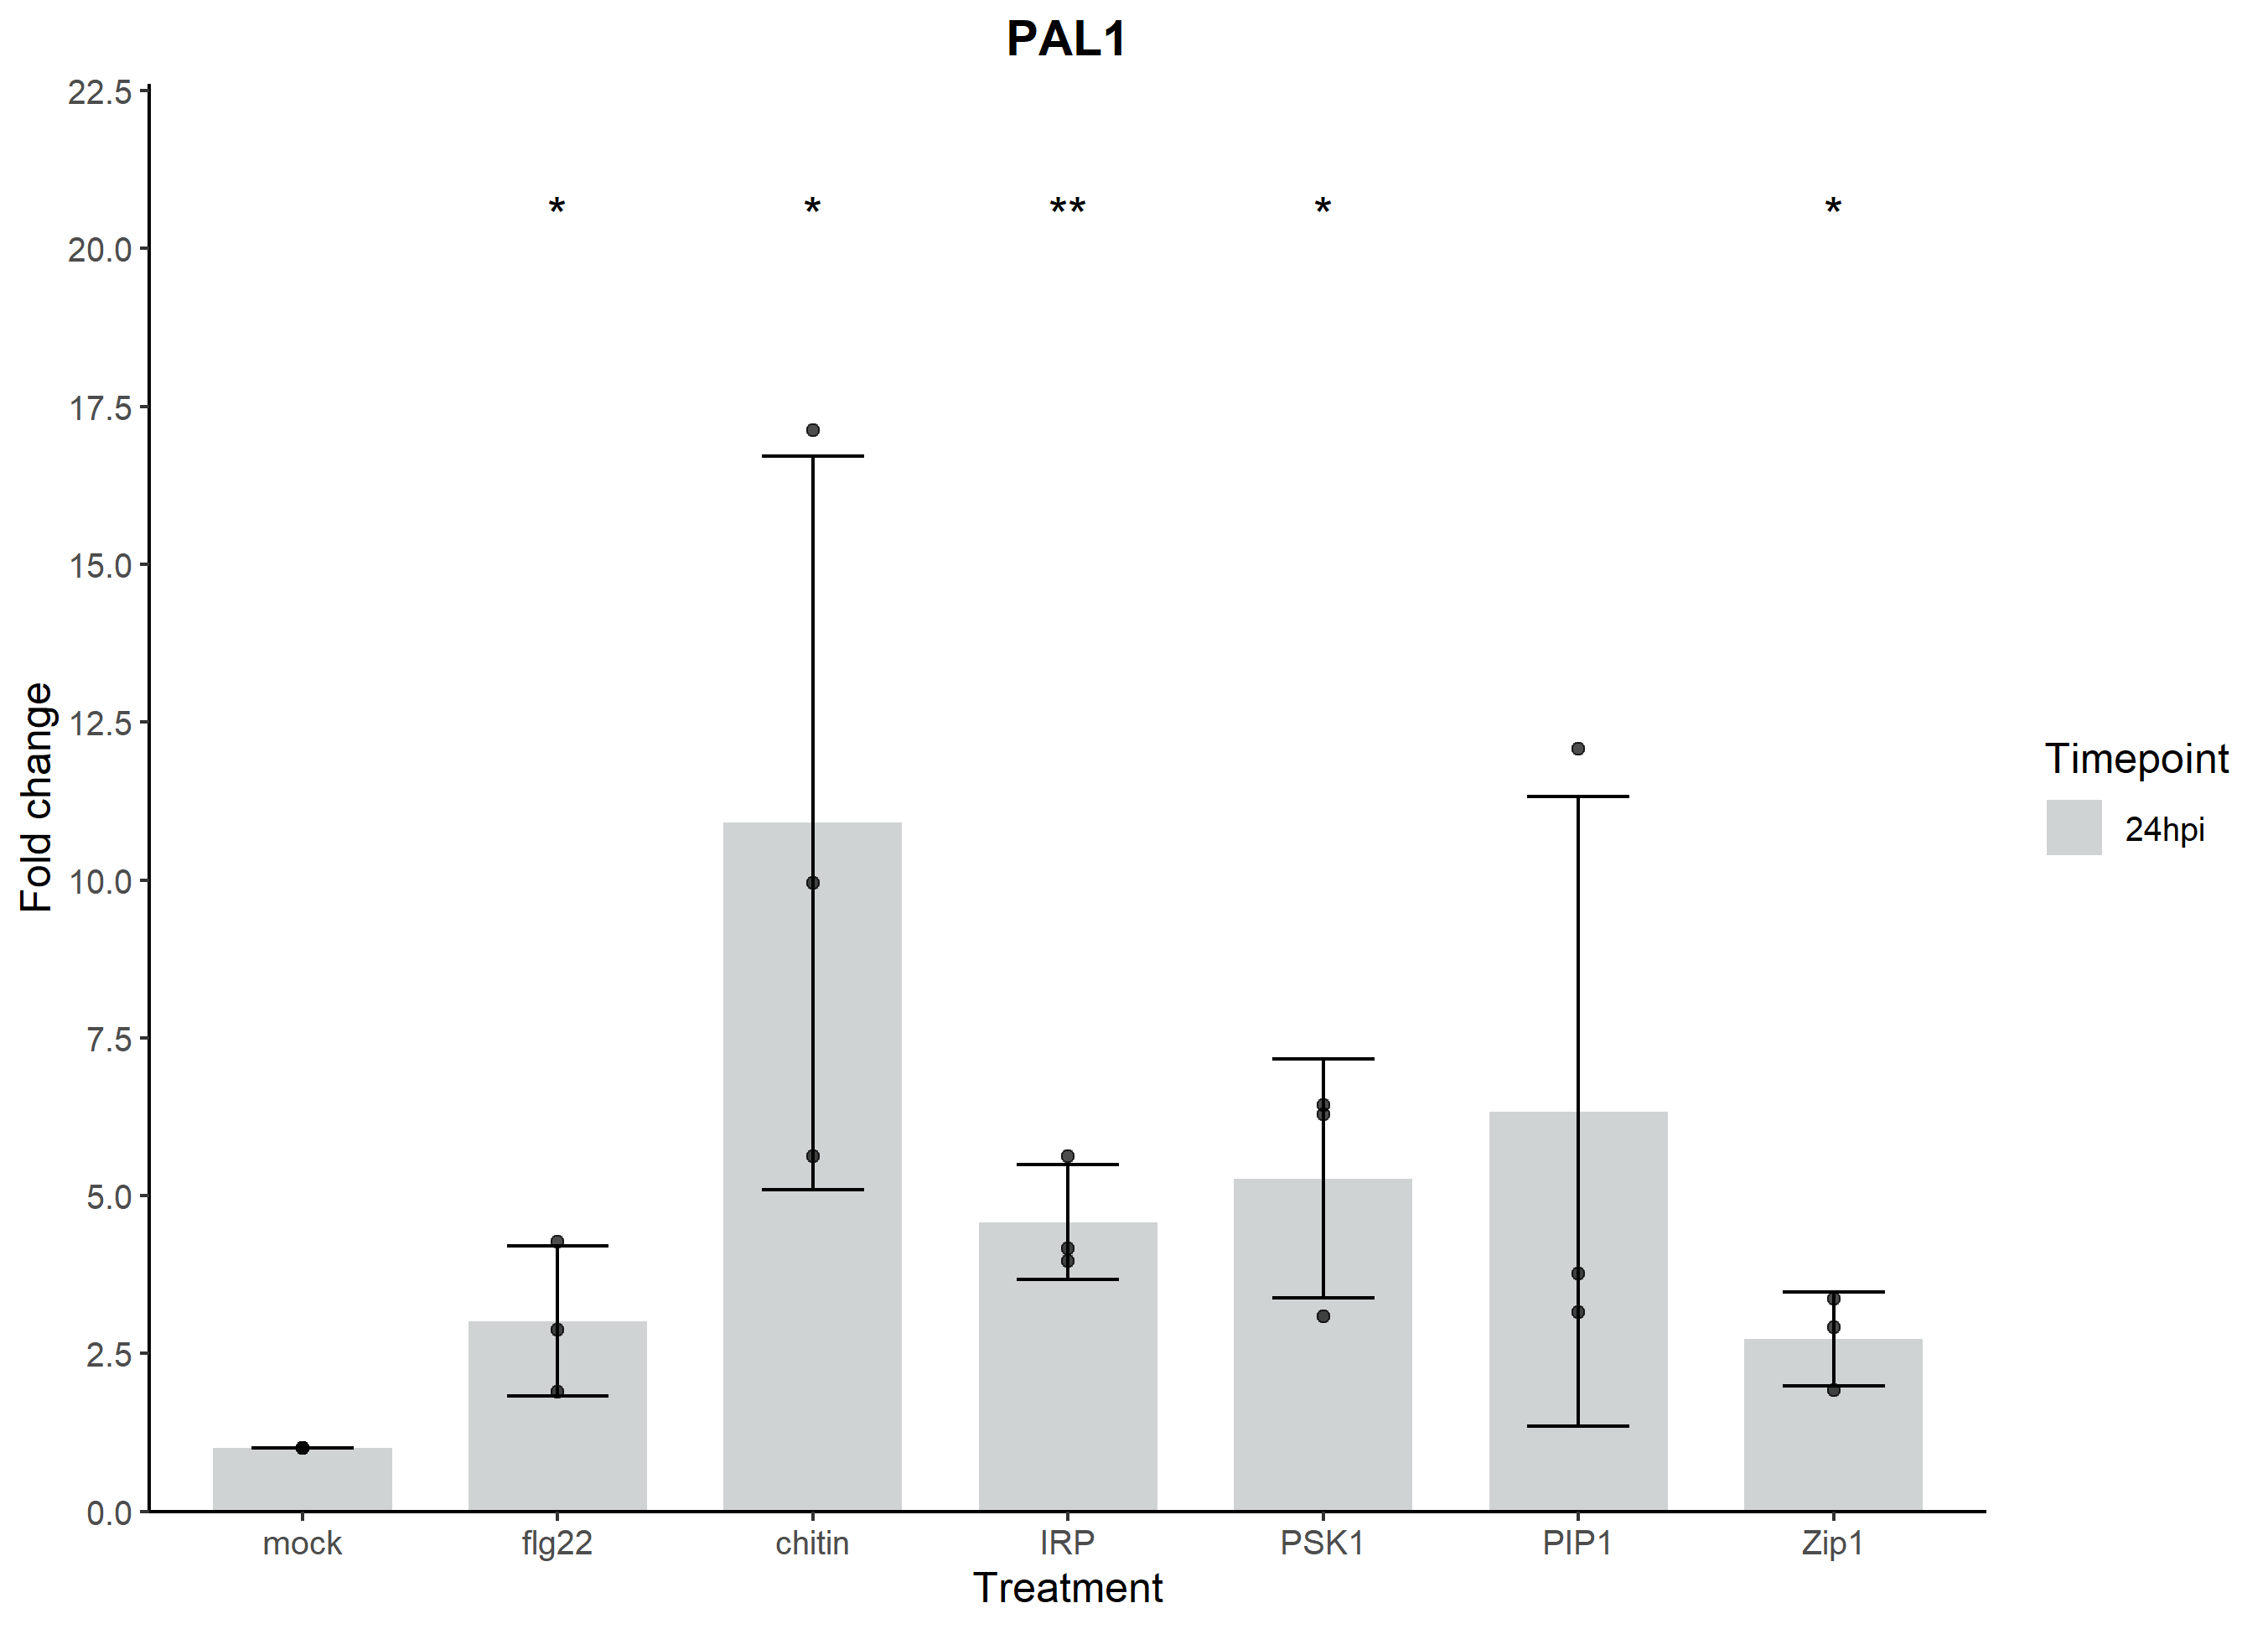 PAL1
22.5
20.0
17.5
15.0
12.5
10.0
7.5
5.0
2.5
0.0
Fold change
* * ** * *
mock flg22 chitin IRP PSK1 PIP1 Zip1
Treatment
Timepoint
24hpi